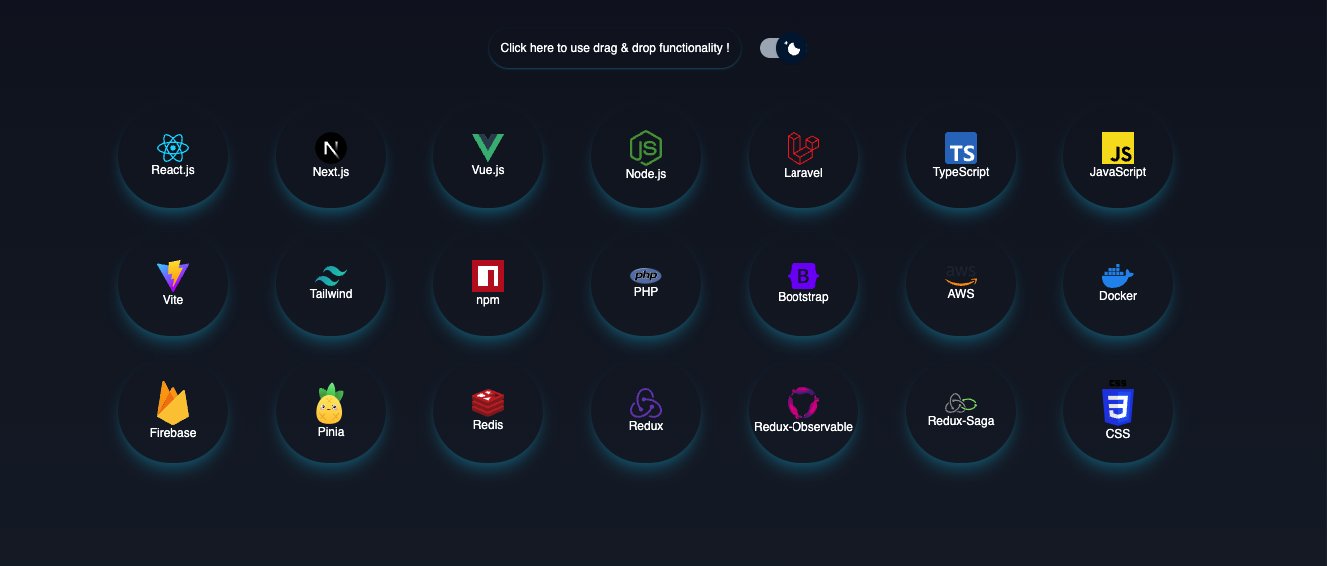 Click here to use drag & drop functionality !
React.js
N
Next.js
Vue.js
JS
Node.js
Laravel
TS
TypeScript
JS
JavaScript
Vite
Tailwind
n
npm
php
PHP
B
Bootstrap
aws
AWS
Docker
Firebase
Pinia
Redis
Redux
Redux-Observable
Redux-Saga
CSS
3
CSS